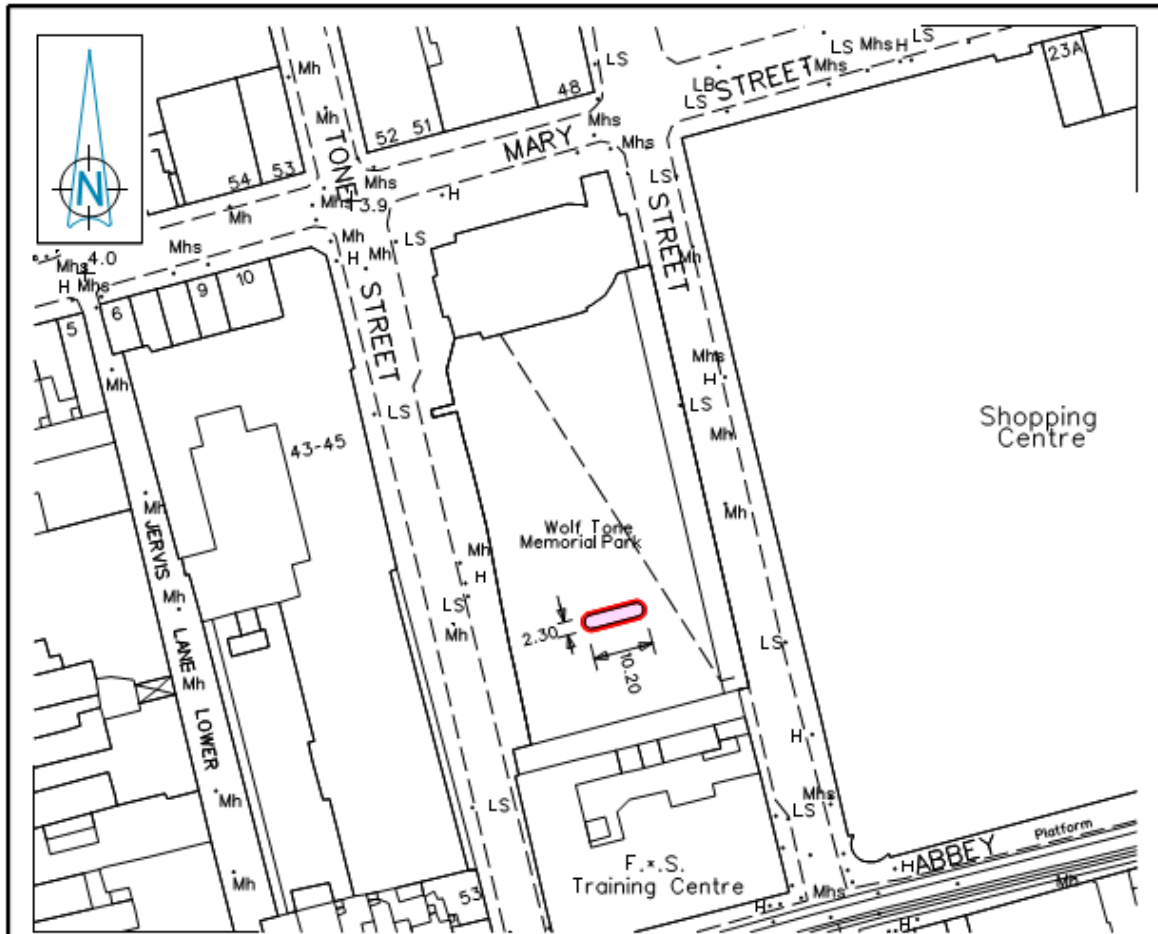 N
Mh
LS
LS
Mhs
H
LS
LB
STREET
LS
23A
Mh
48
52
51
TONE
MARY
Mhs
Mhs
54
53
Mhs
Mhs
3.9
H
LS
STREET
Mh
Mhs
Mh
Mh
LS
Mh
H
4.0
Mhs
H
Mhs
5
6
9
10
STREET
Mh
Mhs
H
LS
LS
Mh
43-45
Shopping
Centre
Mh
JERVIS
Mh
Wolf Tone
Memorial Park
Mh
H
Mh
LS
Mh
2.30
10.20
LS
LANE
Mh
LOWER
H
Mh
LS
Mhs
LS
Platform
ABBEY
H
F.A.S.
Training Centre
Mh
53
Mhs
H
H
Mh